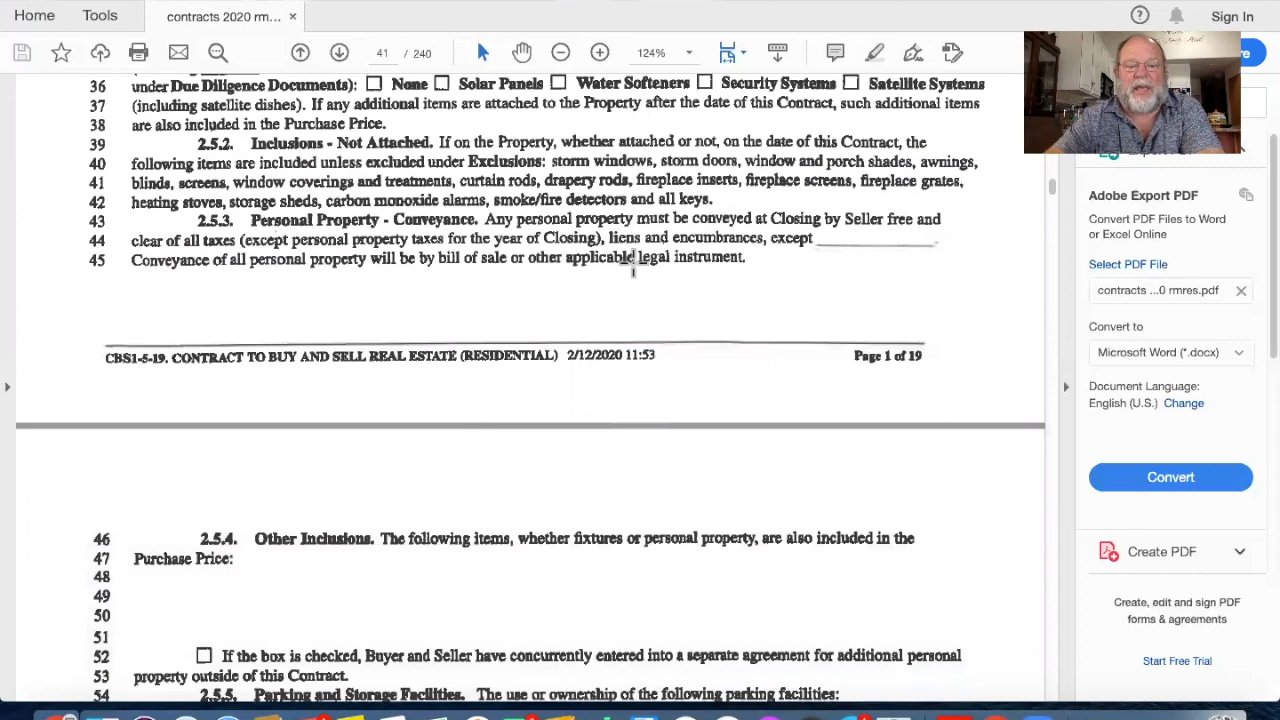 Home
Tools
contracts 2020 rm... ×
Sign In
41 / 240
124%
36 under Due Diligence Documents): None Solar Panels Water Softeners Security Systems Satellite Systems
37 (including satellite dishes). If any additional items are attached to the Property after the date of this Contract, such additional items
38 are also included in the Purchase Price.
39 2.5.2. Inclusions - Not Attached. If on the Property, whether attached or not, on the date of this Contract, the
40 following items are included unless excluded under Exclusions: storm windows, storm doors, window and porch shades, awnings,
41 blinds, screens, window coverings and treatments, curtain rods, drapery rods, fireplace inserts, fireplace screens, fireplace grates,
42 heating stoves, storage sheds, carbon monoxide alarms, smoke/fire detectors and all keys.
43 2.5.3. Personal Property - Conveyance. Any personal property must be conveyed at Closing by Seller free and
44 clear of all taxes (except personal property taxes for the year of Closing), liens and encumbrances, except ____________.
45 Conveyance of all personal property will be by bill of sale or other applicable legal instrument.
CBS1-5-19. CONTRACT TO BUY AND SELL REAL ESTATE (RESIDENTIAL) 2/12/2020 11:53 Page 1 of 19
46 2.5.4. Other Inclusions. The following items, whether fixtures or personal property, are also included in the
47 Purchase Price:
48
49
50
51
52 If the box is checked, Buyer and Seller have concurrently entered into a separate agreement for additional personal
53 property outside of this Contract.
54 2.5.5. Parking and Storage Facilities. The use or ownership of the following parking facilities:
Adobe Export PDF
Convert PDF Files to Word
or Excel Online
Select PDF File
contracts ...0 rmres.pdf
Convert to
Microsoft Word (*.docx)
Document Language:
English (U.S.) Change
Convert
Create PDF
Create, edit and sign PDF
forms & agreements
Start Free Trial